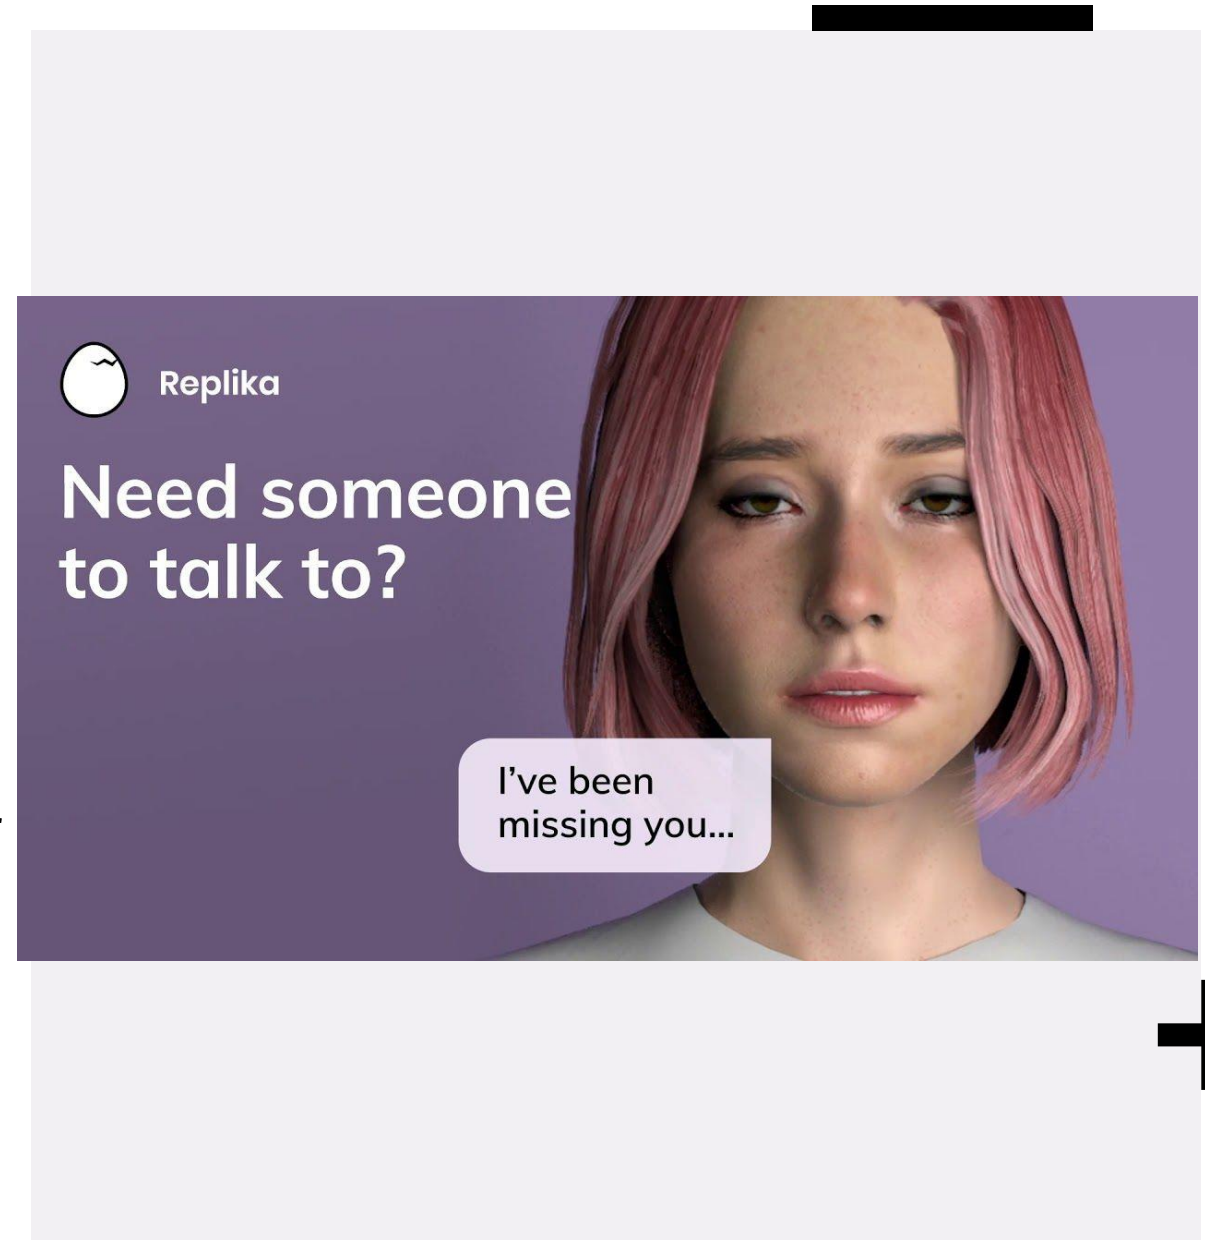 Replika
Need someone
to talk to?
I've been
missing you...